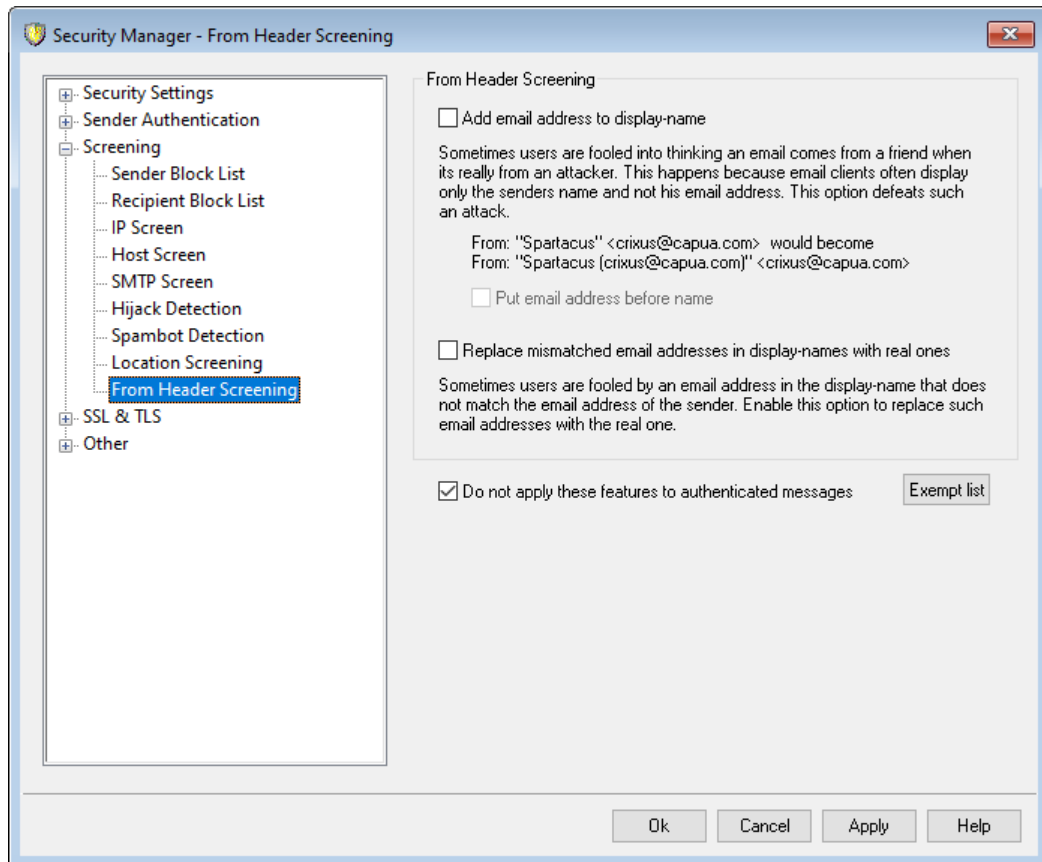 Security Manager - From Header Screening
Security Settings
Sender Authentication
Screening
Sender Block List
Recipient Block List
IP Screen
Host Screen
SMTP Screen
Hijack Detection
Spambot Detection
Location Screening
From Header Screening
SSL & TLS
Other
From Header Screening
Add email address to display-name
Sometimes users are fooled into thinking an email comes from a friend when
its really from an attacker. This happens because email clients often display
only the senders name and not his email address. This option defeats such
an attack.
From: "Spartacus" <crixus@capua.com> would become
From: "Spartacus (crixus@capua.com)" <crixus@capua.com>
Put email address before name
Replace mismatched email addresses in display-names with real ones
Sometimes users are fooled by an email address in the display-name that does
not match the email address of the sender. Enable this option to replace such
email addresses with the real one.
Do not apply these features to authenticated messages
Exempt list
Ok
Cancel
Apply
Help